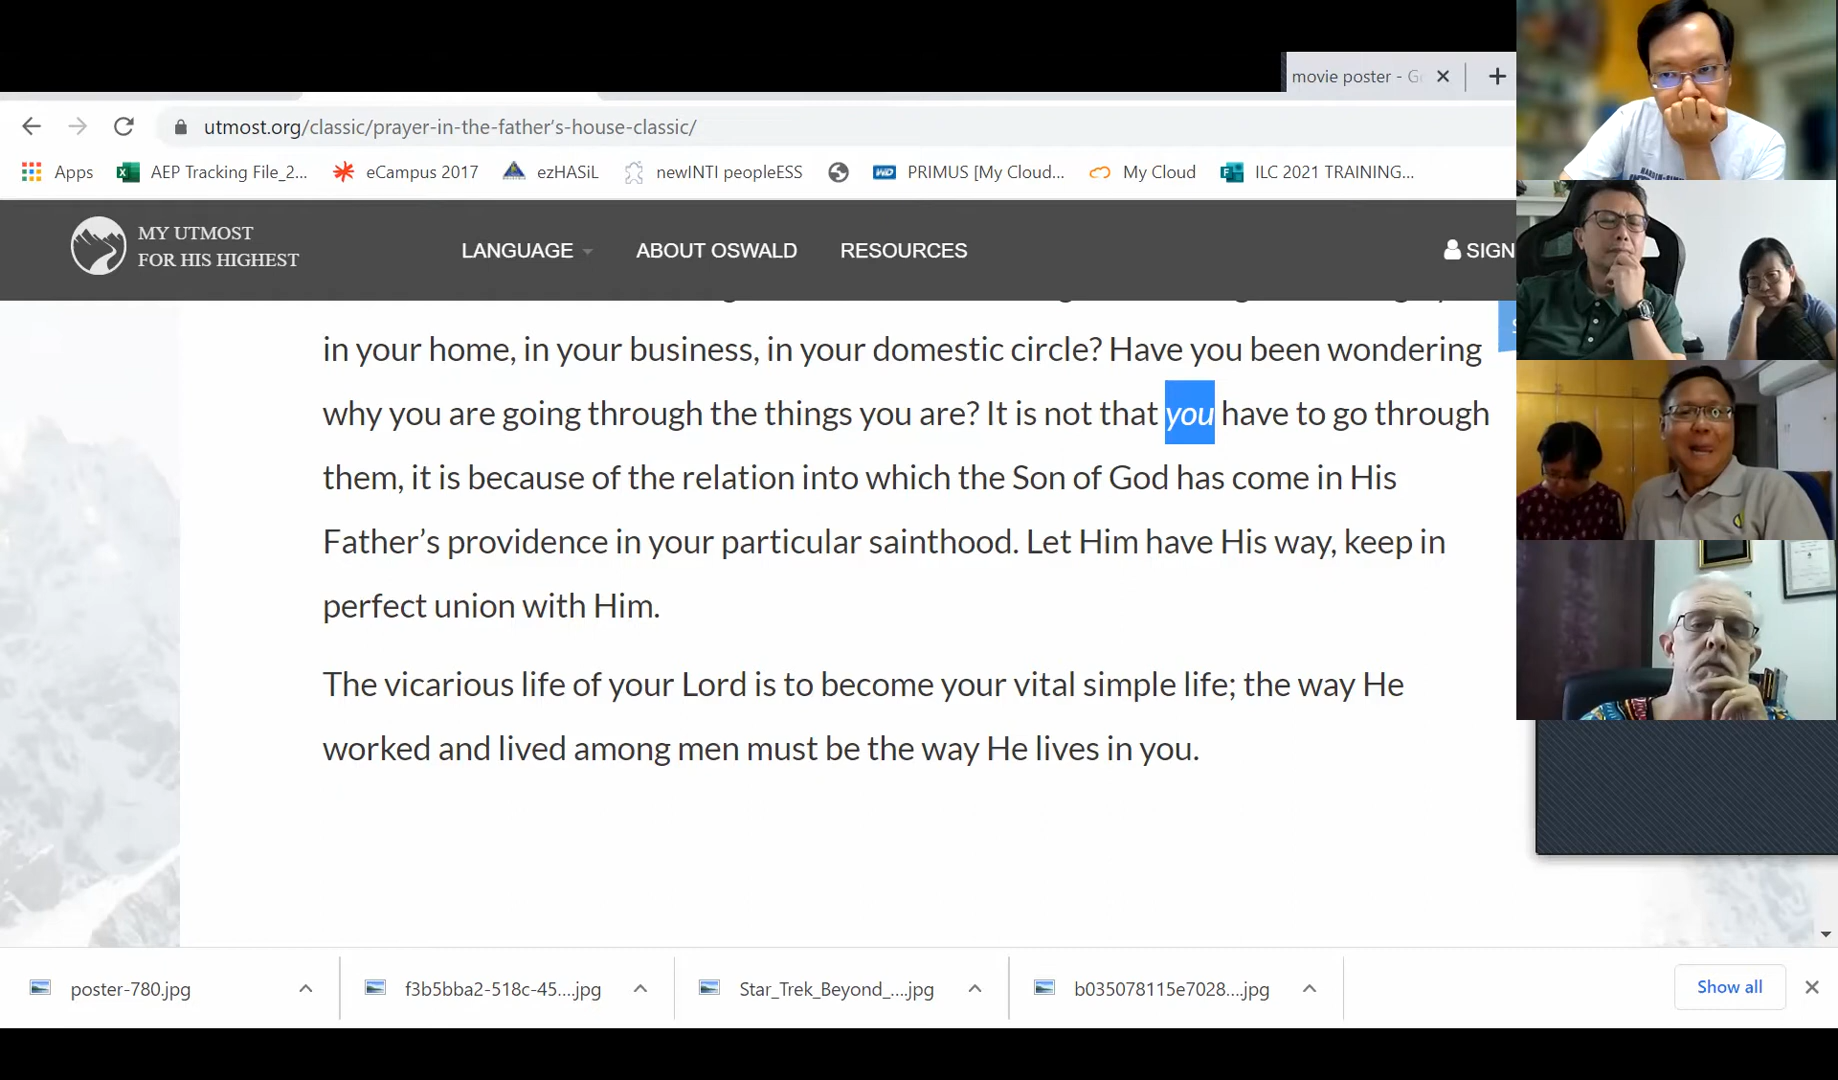 movie poster - G
utmost.org/classic/prayer-in-the-father’s-house-classic/
Apps
AEP Tracking File_2...
eCampus 2017
ezHASiL
newINTI peopleESS
WD
PRIMUS [My Cloud...
My Cloud
ILC 2021 TRAINING...
MY UTMOST
FOR HIS HIGHEST
LANGUAGE
ABOUT OSWALD
RESOURCES
SIGN
in your home, in your business, in your domestic circle? Have you been wondering
why you are going through the things you are? It is not that you have to go through
them, it is because of the relation into which the Son of God has come in His
Father’s providence in your particular sainthood. Let Him have His way, keep in
perfect union with Him.
The vicarious life of your Lord is to become your vital simple life; the way He
worked and lived among men must be the way He lives in you.
poster-780.jpg
f3b5bba2-518c-45....jpg
Star_Trek_Beyond_....jpg
b035078115e7028...jpg
Show all